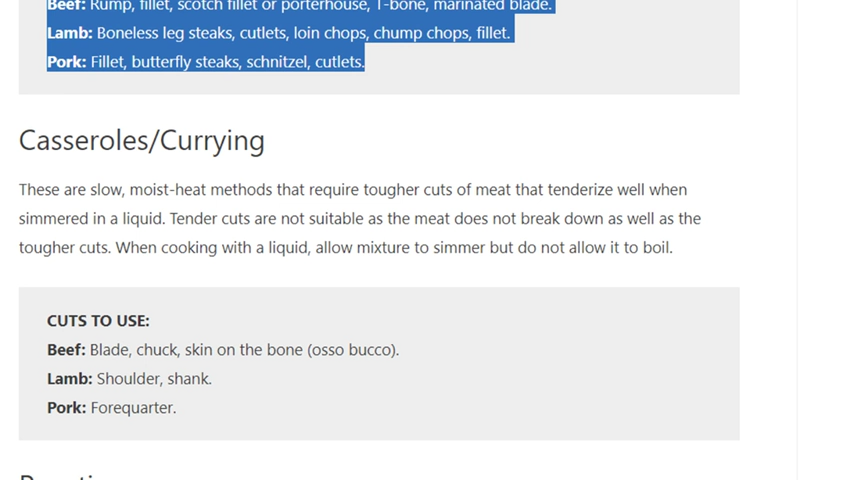 Beef: Rump, fillet, scotch fillet or porterhouse, T-bone, marinated blade.
Lamb: Boneless leg steaks, cutlets, loin chops, chump chops, fillet.
Pork: Fillet, butterfly steaks, schnitzel, cutlets.
Casseroles/Currying
These are slow, moist-heat methods that require tougher cuts of meat that tenderize well when
simmered in a liquid. Tender cuts are not suitable as the meat does not break down as well as the
tougher cuts. When cooking with a liquid, allow mixture to simmer but do not allow it to boil.
CUTS TO USE:
Beef: Blade, chuck, skin on the bone (osso bucco).
Lamb: Shoulder, shank.
Pork: Forequarter.